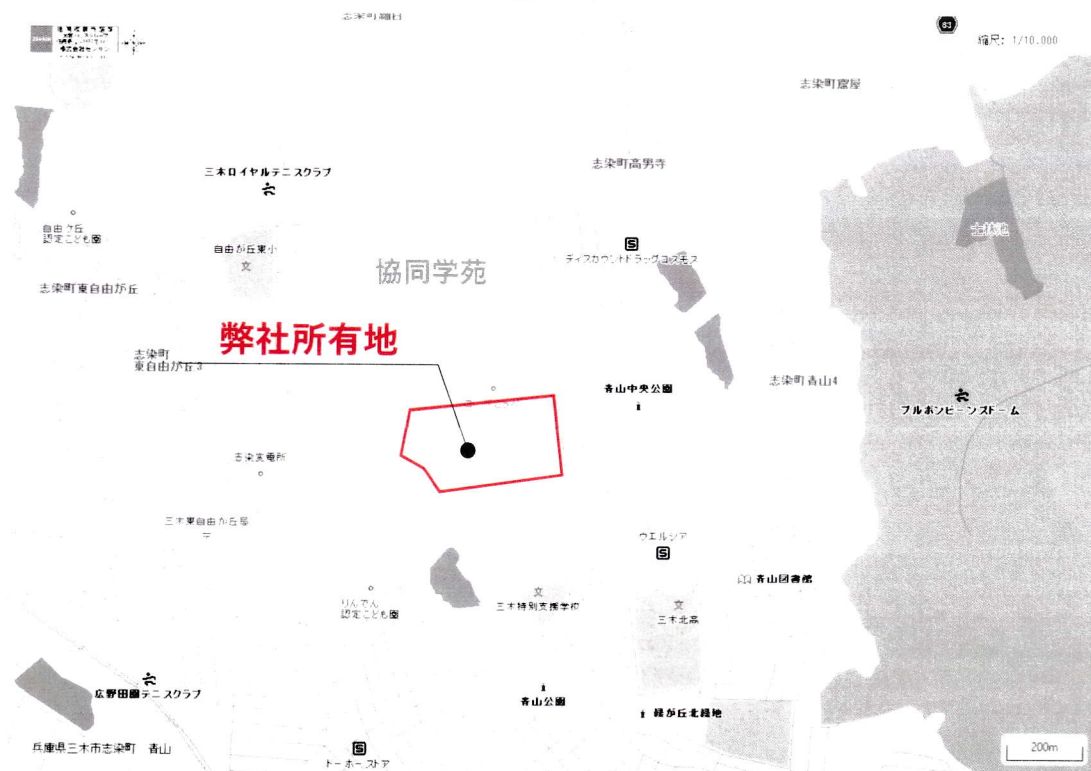 志染町細目
63
縮尺: 1/10,000
志染町窟屋
志染町高男寺
三木ロイヤルテニスクラブ
自由ケ丘
認定こども園
自由が丘東小
文
S
ディスカウントドラッグコスモス
協同学苑
志染町東自由が丘
弊社所有地
志染町
東自由が丘3
青山中央公園
志染町青山4
ブルボンビーンズドーム
志染変電所
三木東自由が丘局
ウエルシア
S
青山図書館
りんでん
認定こども園
文
三木特別支援学校
文
三木北高
広野田園テニスクラブ
青山公園
緑が丘北緑地
兵庫県三木市志染町 青山
S
トーホーストア
200m